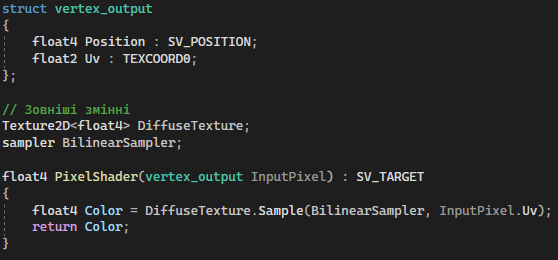 struct vertex_output
{
    float4 Position : SV_POSITION;
    float2 Uv : TEXCOORD0;
};
// Зовніші змінні
Texture2D<float4> DiffuseTexture;
sampler BilinearSampler;
float4 PixelShader(vertex_output InputPixel) : SV_TARGET
{
    float4 Color = DiffuseTexture.Sample(BilinearSampler, InputPixel.Uv);
    return Color;
}